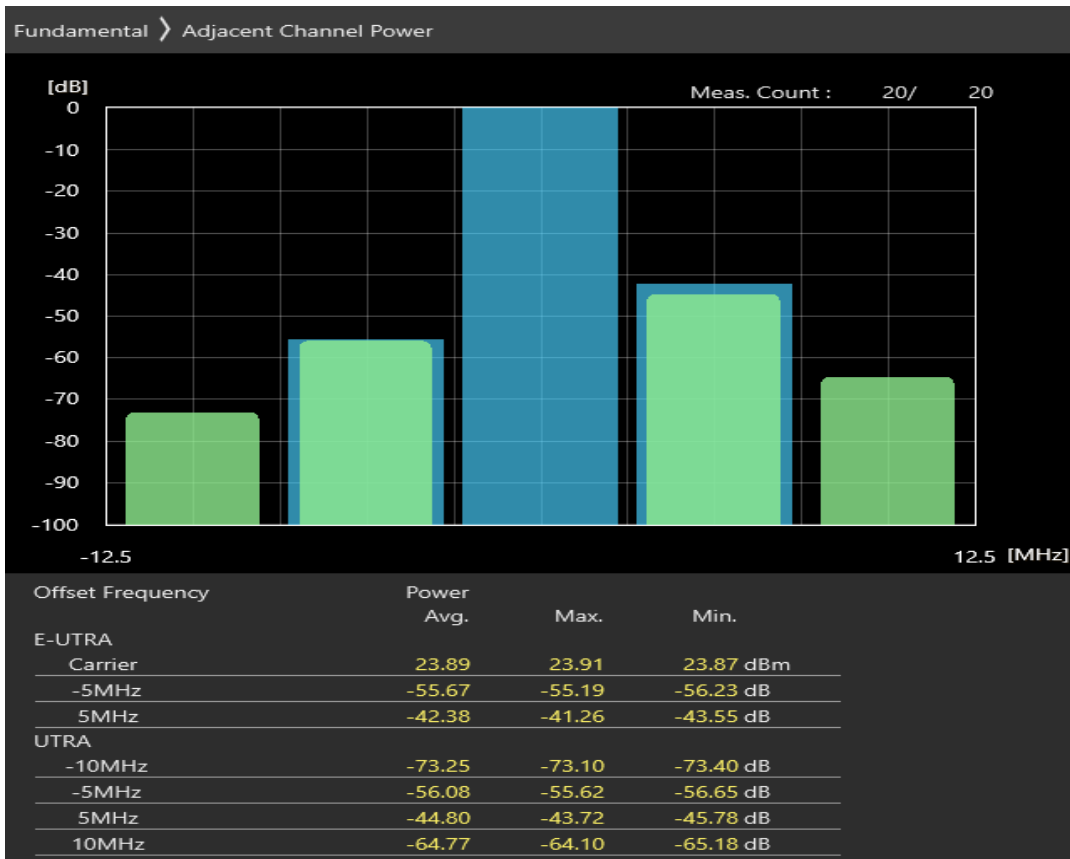 Fundamental 〉 Adjacent Channel Power
[dB]
Meas. Count : 20/ 20
0
-10
-20
-30
-40
-50
-60
-70
-80
-90
-100
-12.5 12.5 [MHz]
Offset Frequency Power
Avg. Max. Min.
E-UTRA
Carrier 23.89 23.91 23.87 dBm
-5MHz -55.67 -55.19 -56.23 dB
5MHz -42.38 -41.26 -43.55 dB
UTRA
-10MHz -73.25 -73.10 -73.40 dB
-5MHz -56.08 -55.62 -56.65 dB
5MHz -44.80 -43.72 -45.78 dB
10MHz -64.77 -64.10 -65.18 dB